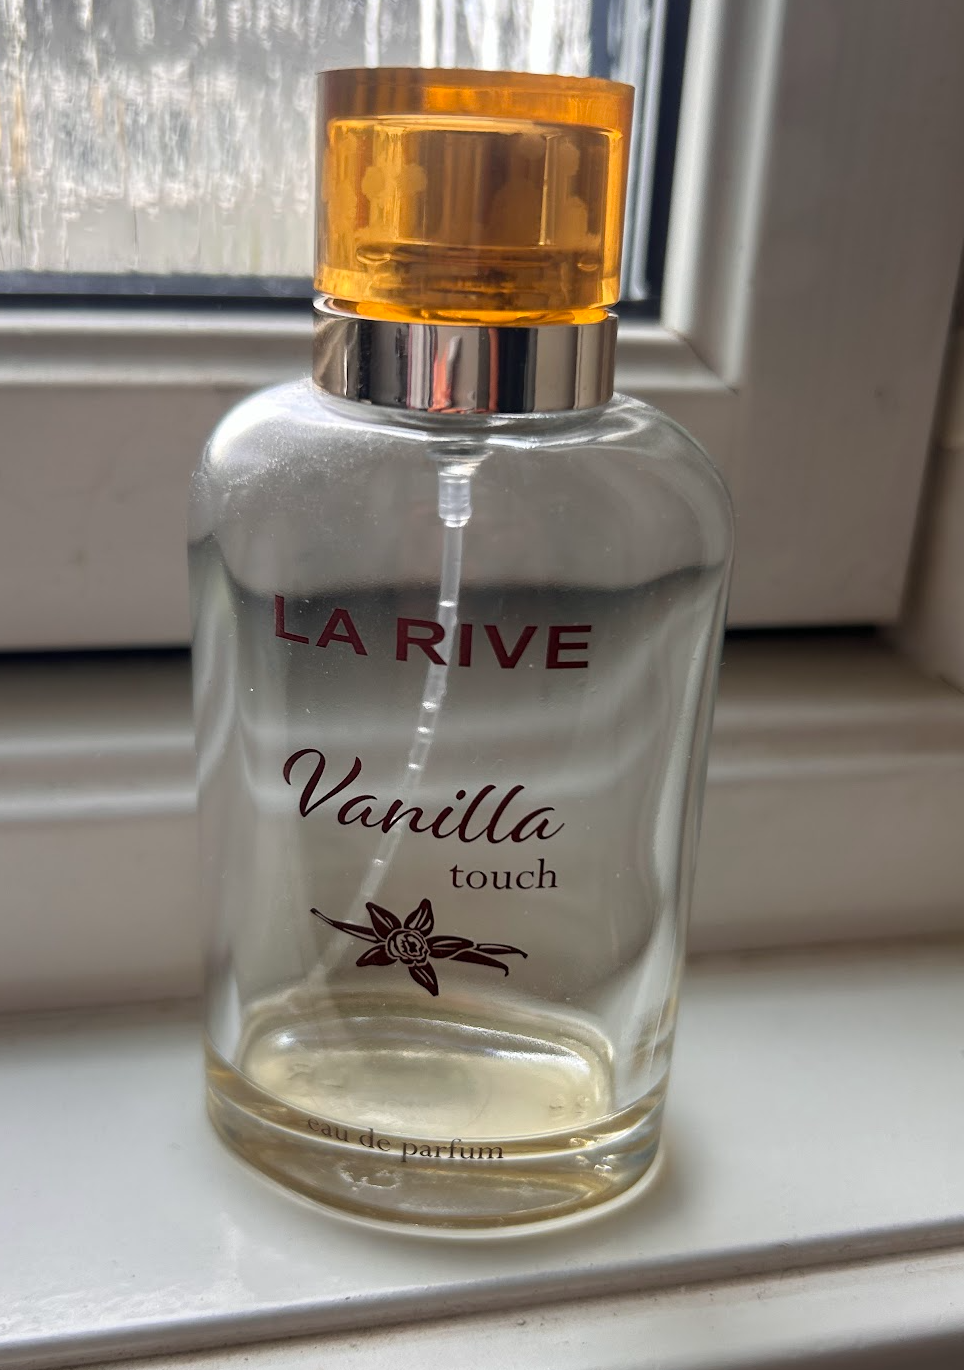 LA RIVE
Vanilla
touch
eau de parfum